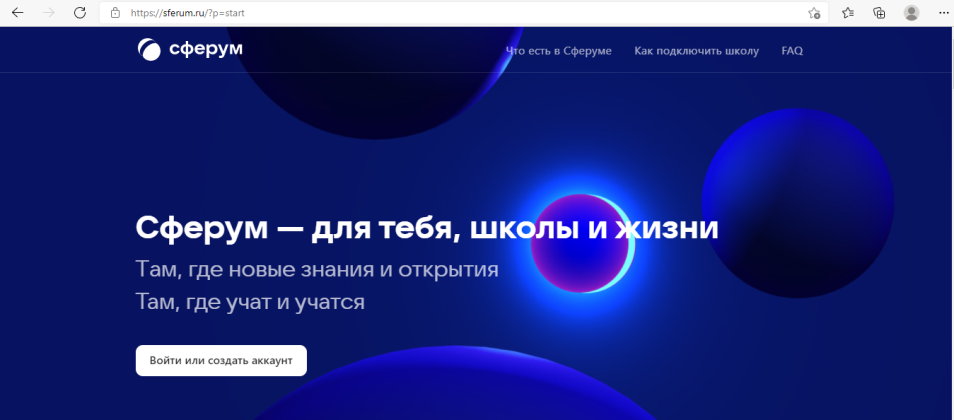 https://sferum.ru/?p=start
сферум
Что есть в Сферуме
Как подключить школу
FAQ
Сферум — для тебя, школы и жизни
Там, где новые знания и открытия
Там, где учат и учатся
Войти или создать аккаунт